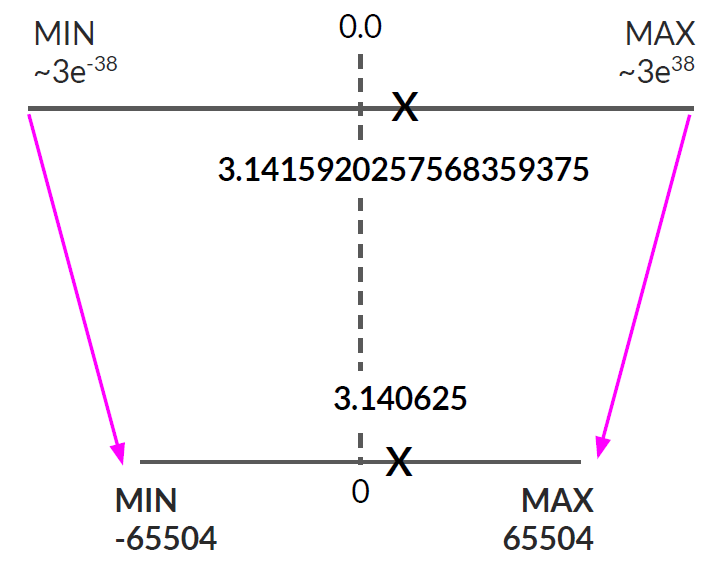 MIN
~3e⁻³⁸
0.0
MAX
~3e³⁸
X
3.1415920257568359375
3.140625
X
0
MIN
-65504
MAX
65504